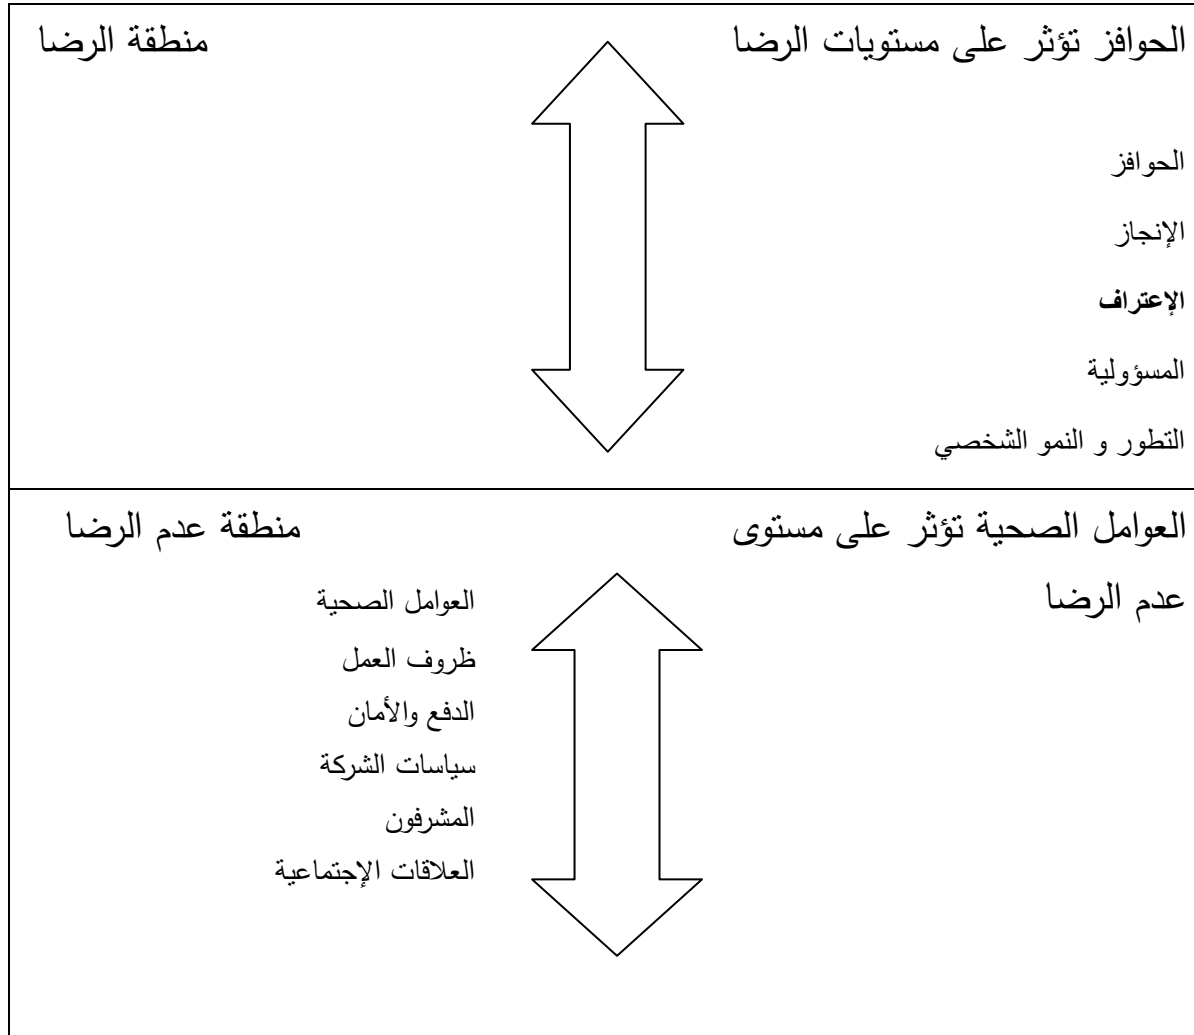 الحوافز تؤثر على مستويات الرضا
منطقة الرضا
الحوافز
الإنجاز
الإعتراف
المسؤولية
التطور و النمو الشخصي
العوامل الصحية تؤثر على مستوى
عدم الرضا
منطقة عدم الرضا
العوامل الصحية
ظروف العمل
الدفع والأمان
سياسات الشركة
المشرفون
العلاقات الإجتماعية